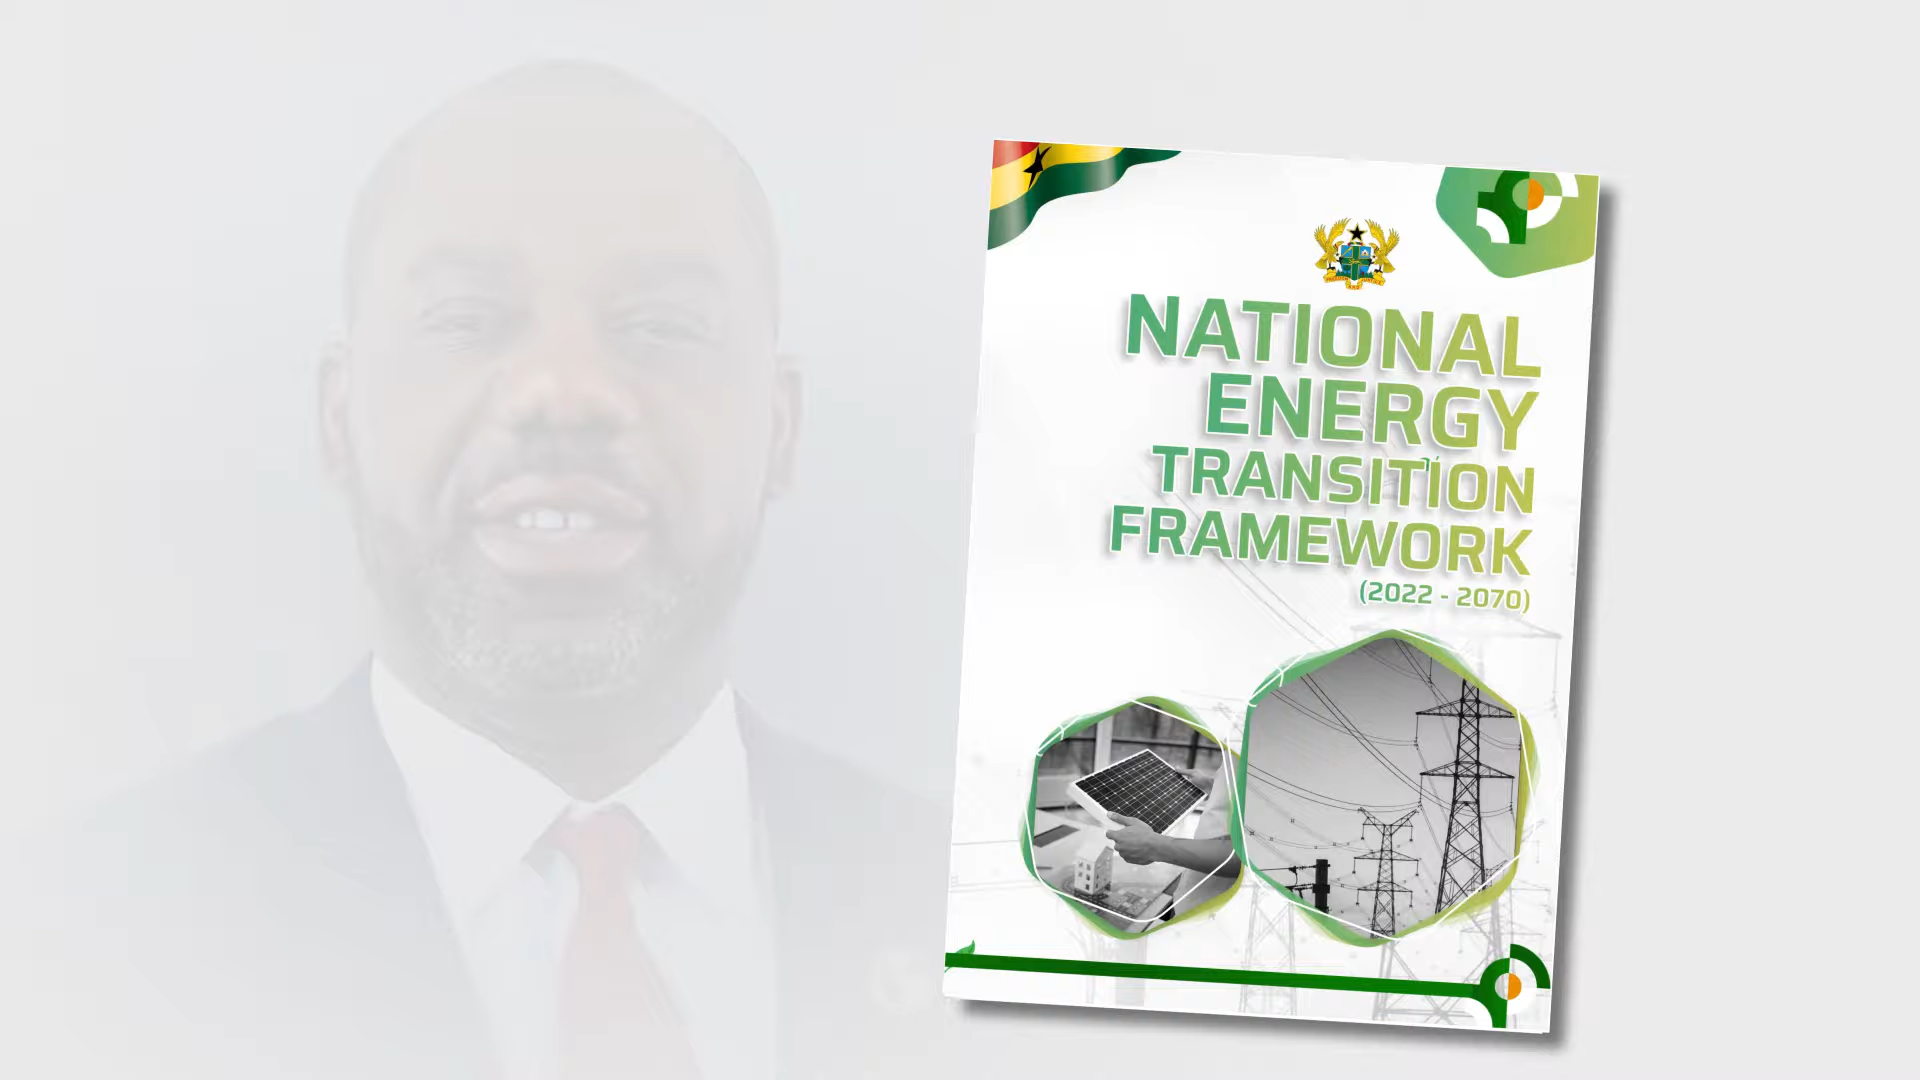 NATIONAL
ENERGY
TRANSITION
FRAMEWORK
(2022 - 2070)